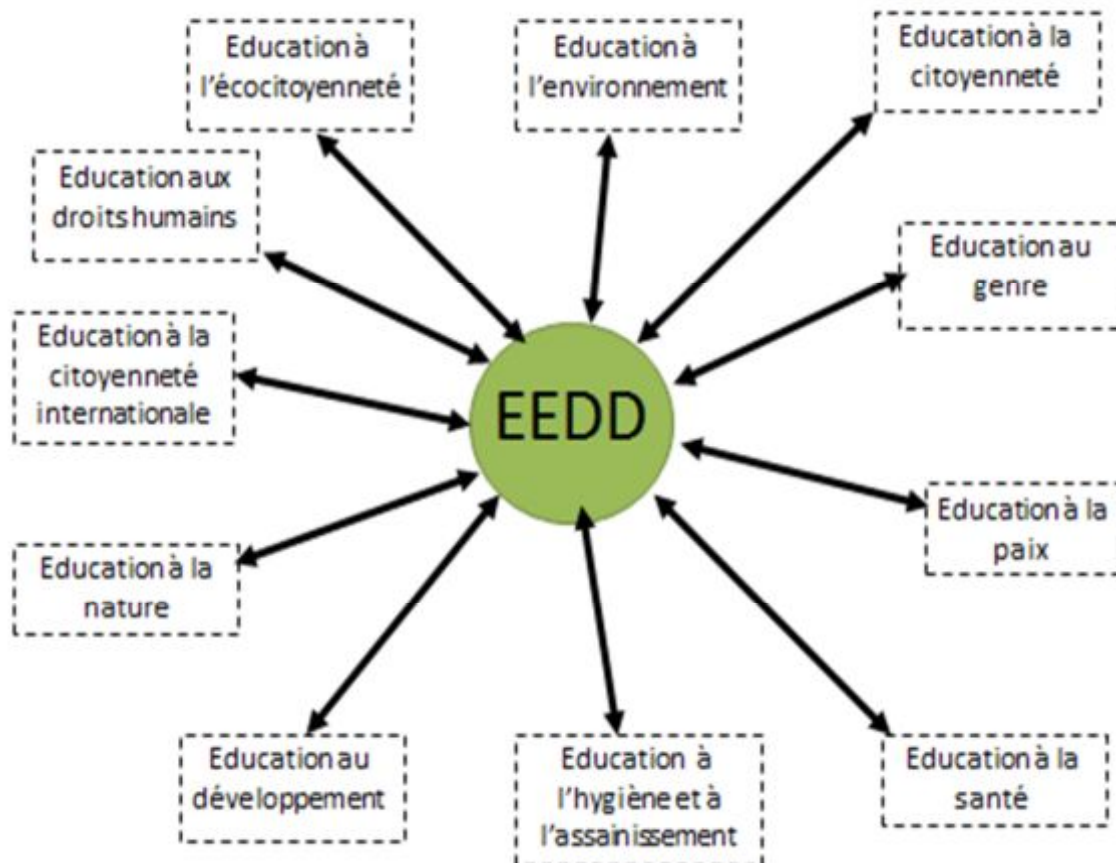 Education à
l'écocitoyenneté
Education à
l'environnement
Education à la
citoyenneté
Education aux
droits humains
Education au
genre
Education à la
citoyenneté
internationale
EEDD
Education à la
paix
Education à la
nature
Education au
développement
Education à
l'hygiène et à
l'assainissement
Education à la
santé